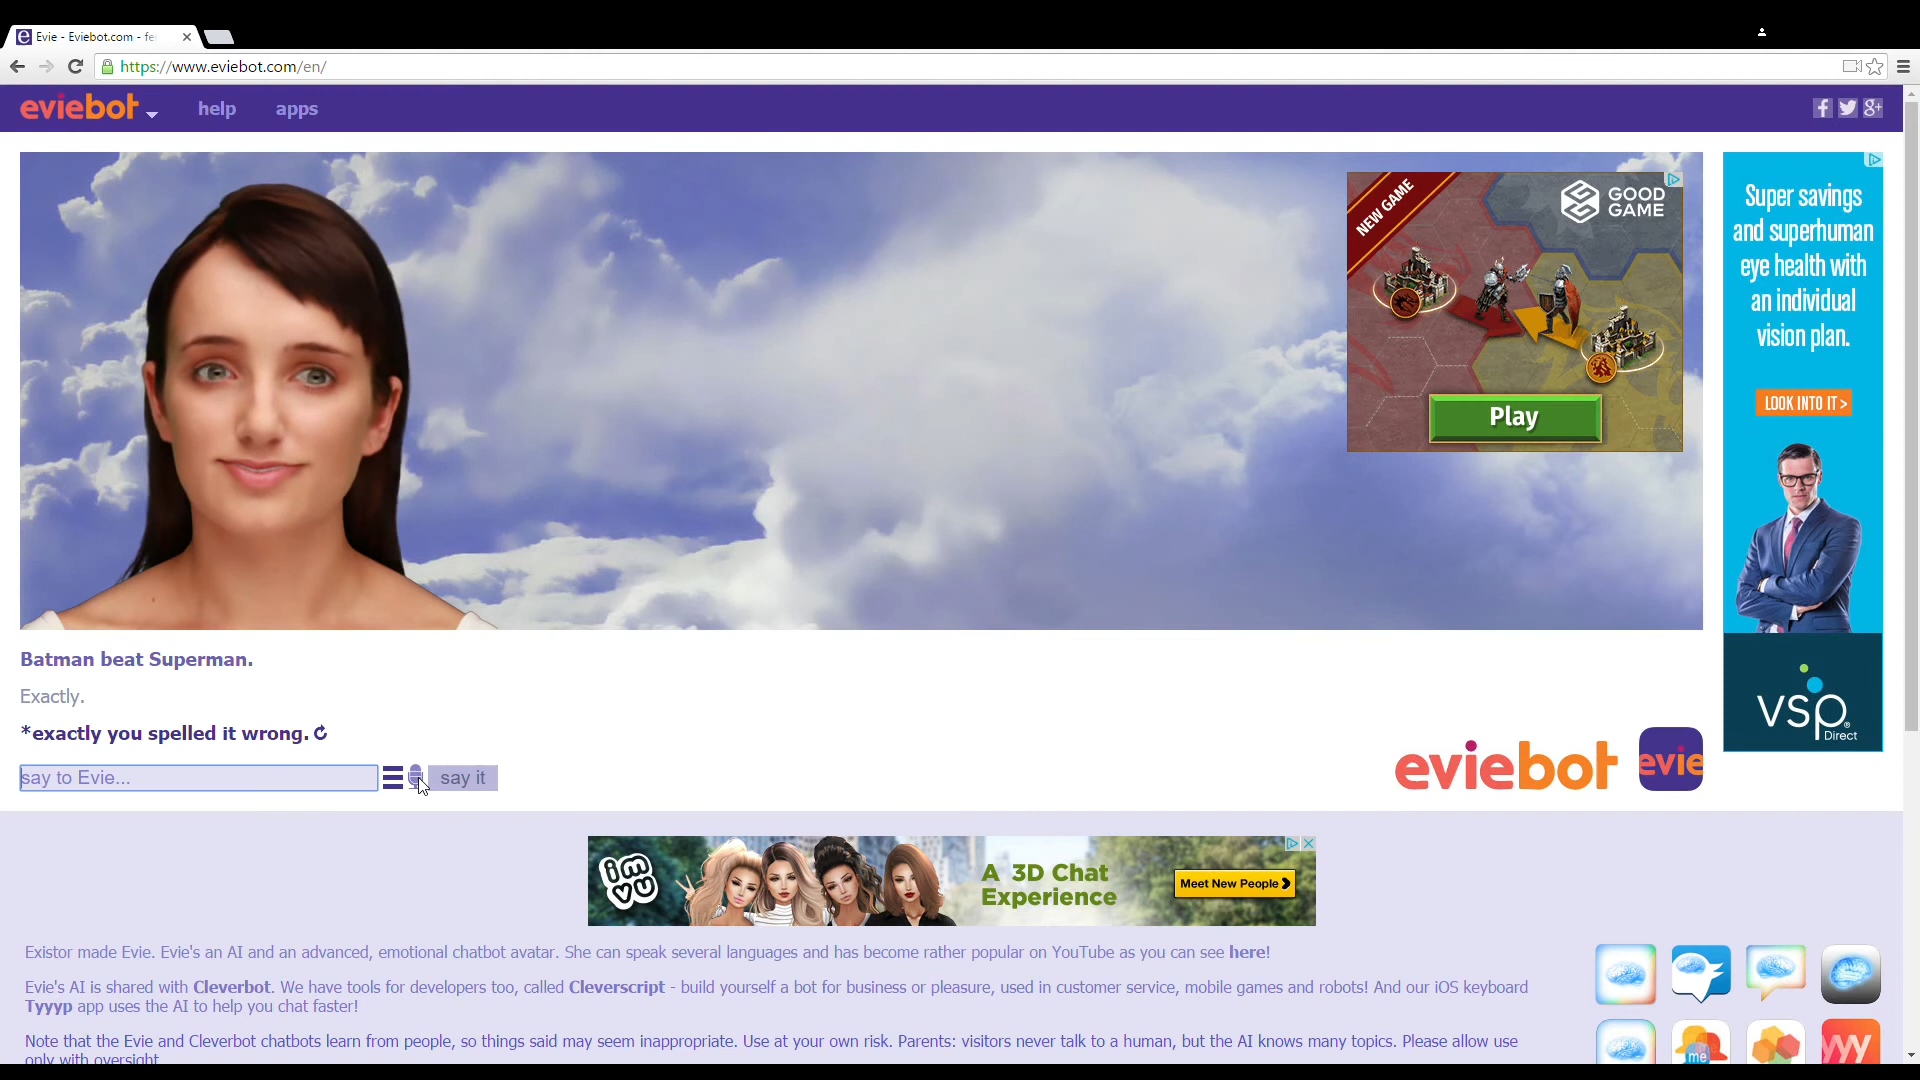 Evie - Eviebot.com - fe
https://www.eviebot.com/en/
eviebot
help
apps
NEW GAME
GOOD
GAME
Play
Super savings
and superhuman
eye health with
an individual
vision plan.
LOOK INTO IT >
vsp
Direct
Batman beat Superman.
Exactly.
*exactly you spelled it wrong.
say to Evie...
say it
eviebot
evie
imvu
A 3D Chat
Experience
Meet New People
Existor made Evie. Evie's an AI and an advanced, emotional chatbot avatar. She can speak several languages and has become rather popular on YouTube as you can see here!
Evie's AI is shared with Cleverbot. We have tools for developers too, called Cleverscript - build yourself a bot for business or pleasure, used in customer service, mobile games and robots! And our iOS keyboard
Tyyyp app uses the AI to help you chat faster!
Note that the Evie and Cleverbot chatbots learn from people, so things said may seem inappropriate. Use at your own risk. Parents: visitors never talk to a human, but the AI knows many topics. Please allow use
only with oversight
me